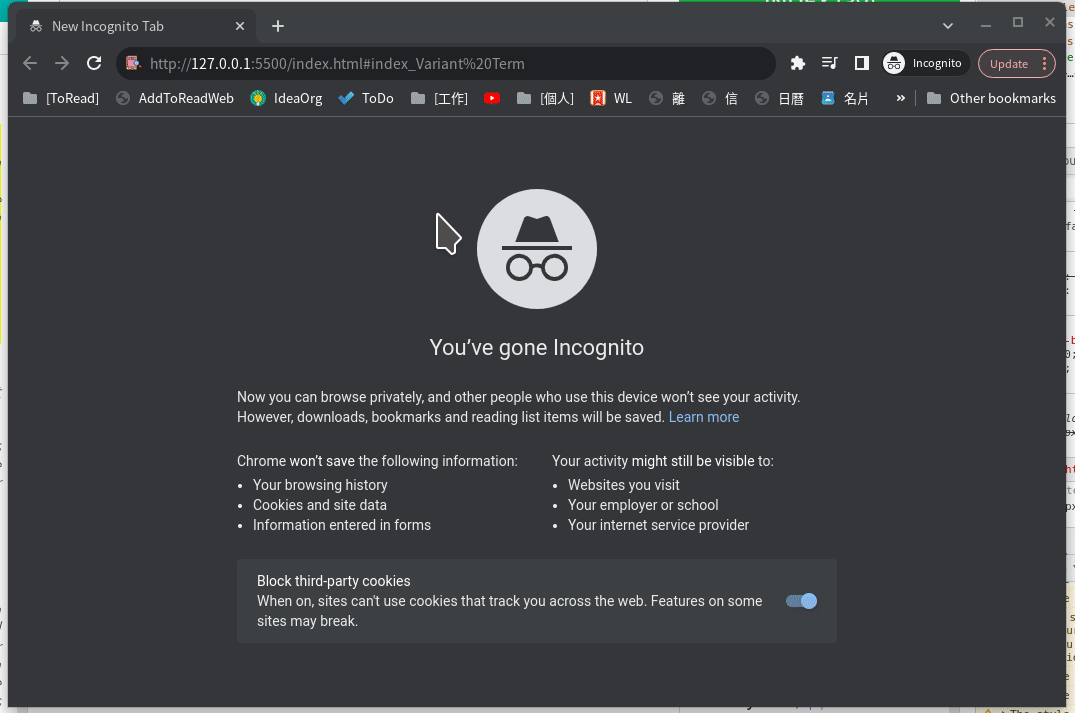 New Incognito Tab
http://127.0.0.1:5500/index.html#index_Variant%20Term
Incognito
Update
[ToRead] AddToReadWeb IdeaOrg ToDo [工作] [個人] WL 離 信 日曆 名片 » Other bookmarks
You’ve gone Incognito
Now you can browse privately, and other people who use this device won’t see your activity.
However, downloads, bookmarks and reading list items will be saved. Learn more
Chrome won’t save the following information:
Your browsing history
Cookies and site data
Information entered in forms
Your activity might still be visible to:
Websites you visit
Your employer or school
Your internet service provider
Block third-party cookies
When on, sites can't use cookies that track you across the web. Features on some
sites may break.